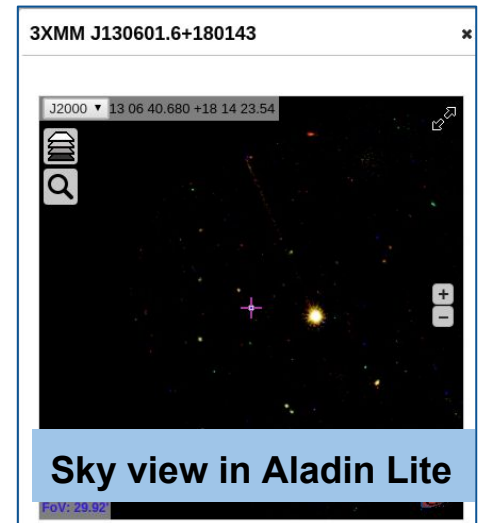 3XMM J130601.6+180143 ✖
J2000 ▼ 13 06 40.680 +18 14 23.54
+
−
Sky view in Aladin Lite
FoV: 29.92'